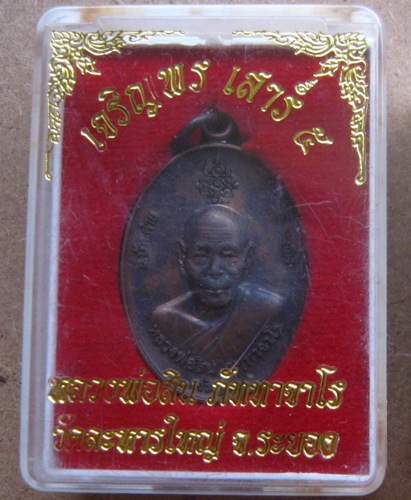 เจริญพร เสาร์ ๕
หลวงพ่อสิน ภัททาจาโร
วัดละหารใหญ่ จ.ระยอง